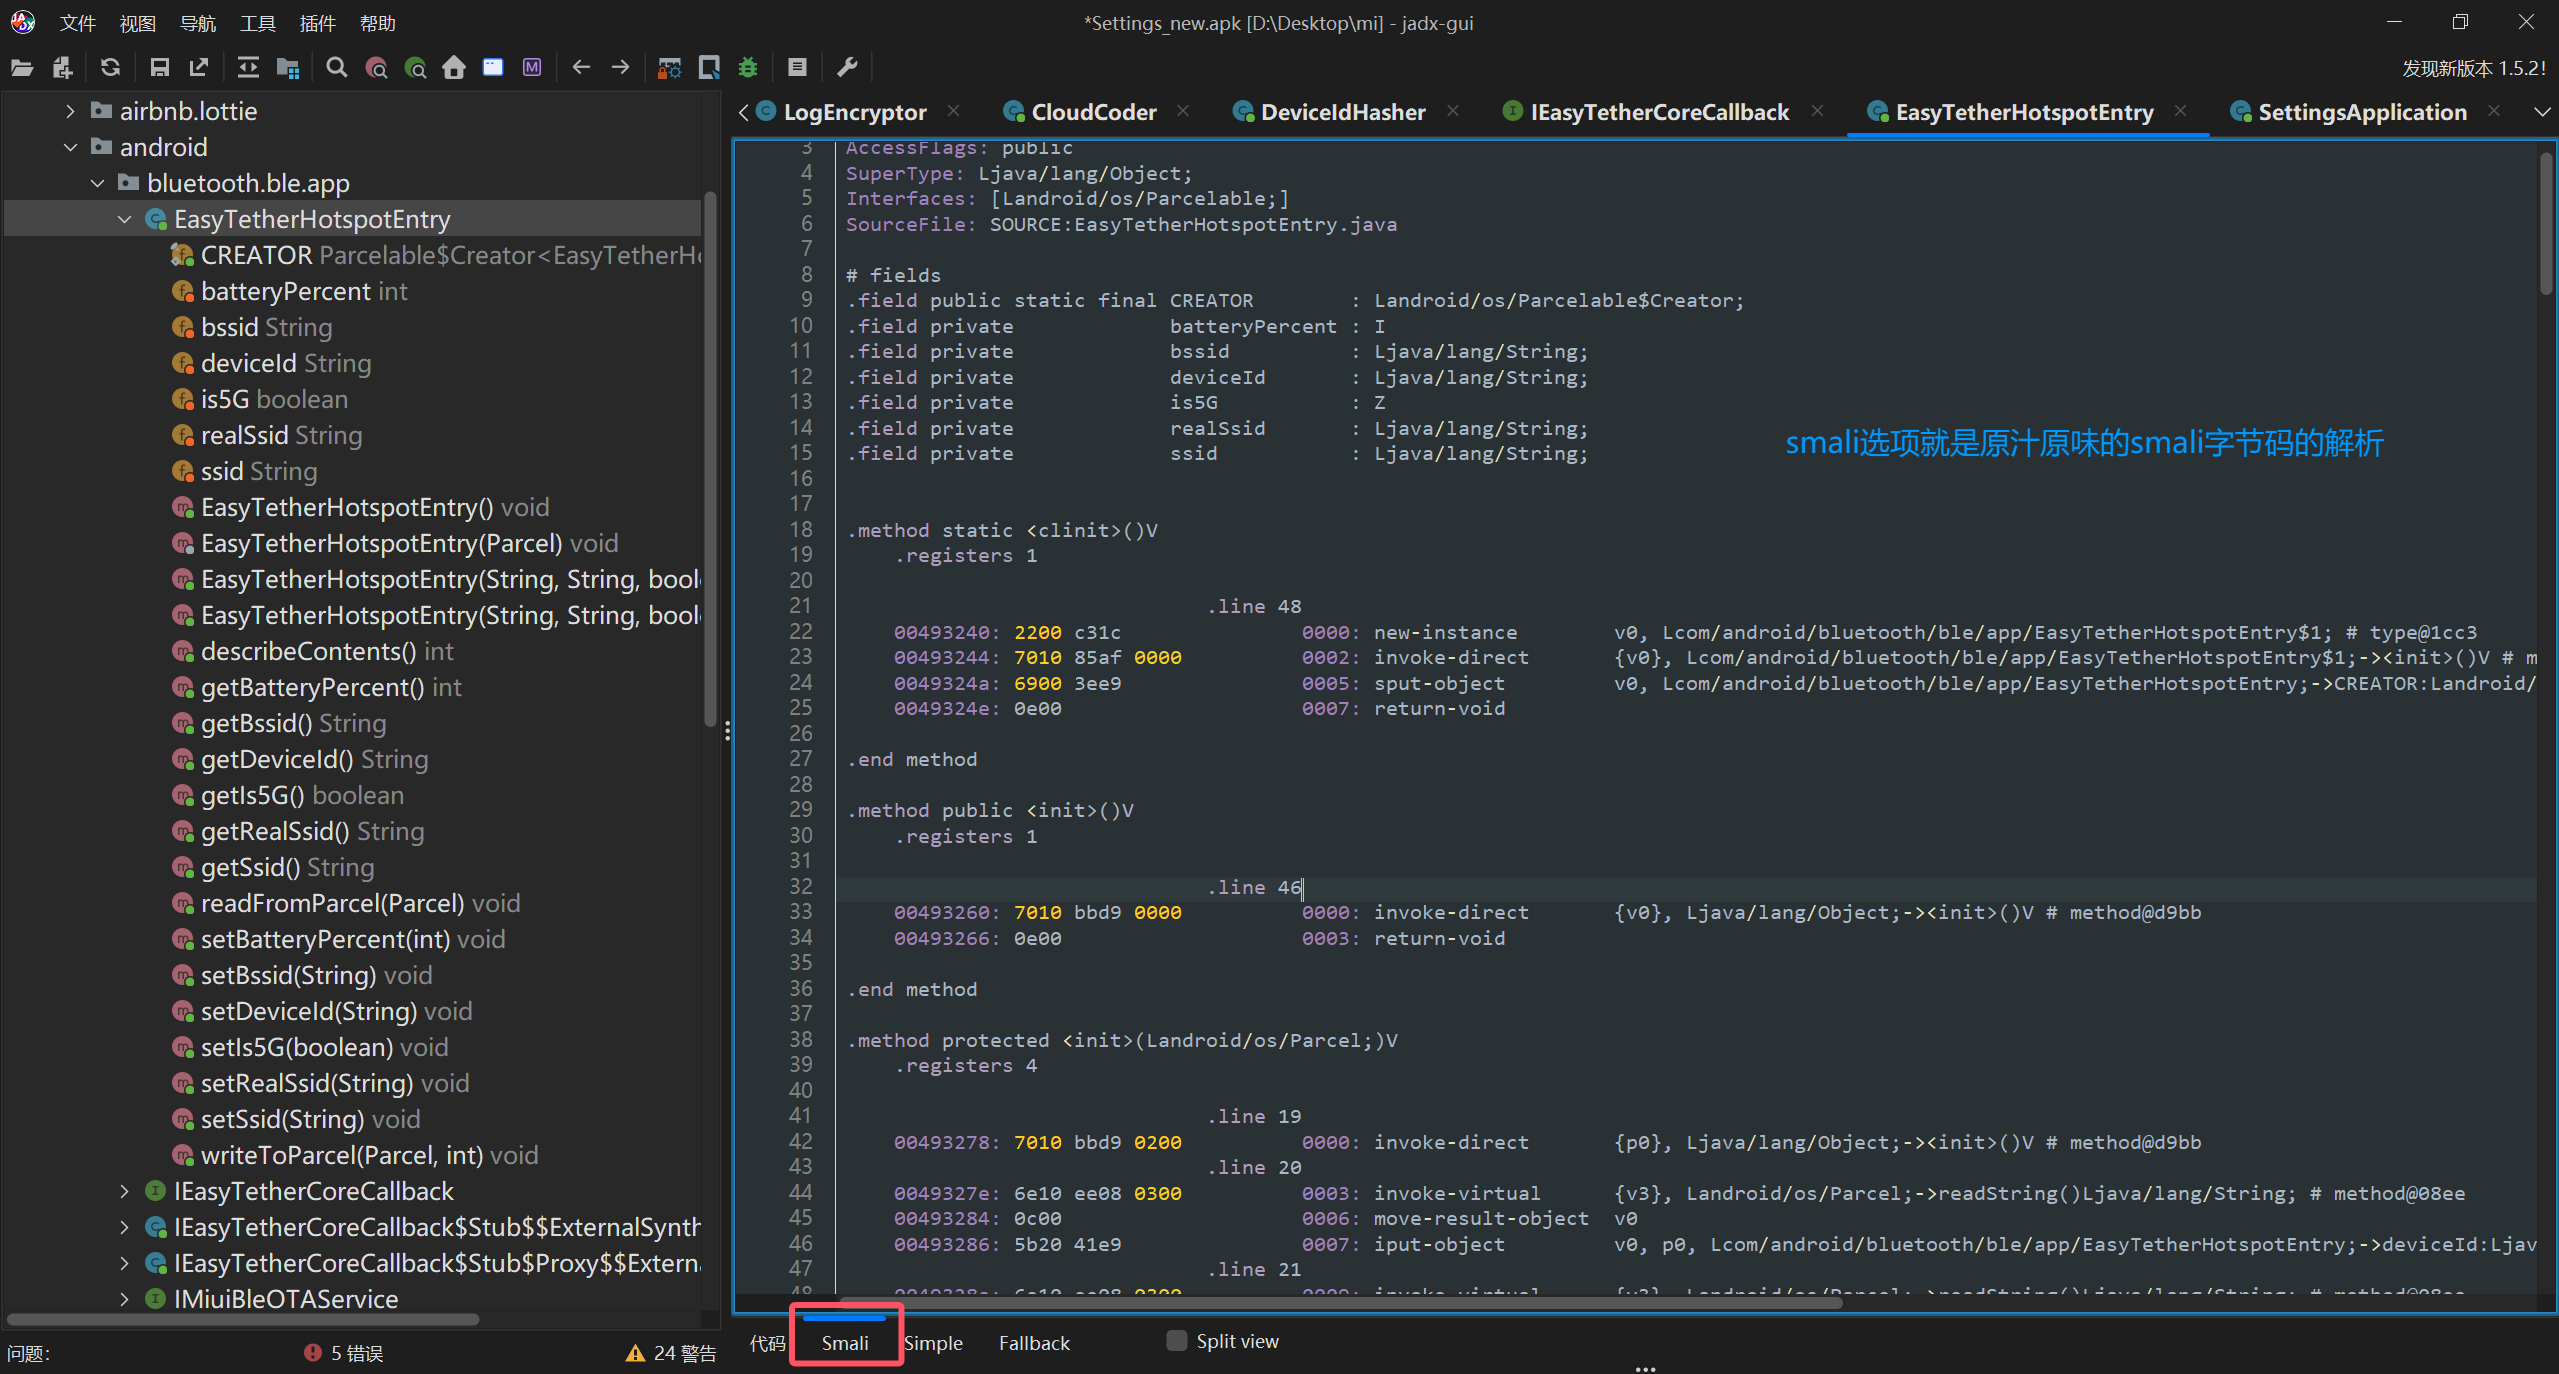 文件 视图 导航 工具 插件 帮助
*Settings_new.apk [D:\Desktop\mi] - jadx-gui
发现新版本 1.5.2!
airbnb.lottie
android
bluetooth.ble.app
EasyTetherHotspotEntry
CREATOR Parcelable$Creator<EasyTetherH
batteryPercent int
bssid String
deviceId String
is5G boolean
realSsid String
ssid String
EasyTetherHotspotEntry() void
EasyTetherHotspotEntry(Parcel) void
EasyTetherHotspotEntry(String, String, bool
EasyTetherHotspotEntry(String, String, bool
describeContents() int
getBatteryPercent() int
getBssid() String
getDeviceId() String
getIs5G() boolean
getRealSsid() String
getSsid() String
readFromParcel(Parcel) void
setBatteryPercent(int) void
setBssid(String) void
setDeviceId(String) void
setIs5G(boolean) void
setRealSsid(String) void
setSsid(String) void
writeToParcel(Parcel, int) void
IEasyTetherCoreCallback
IEasyTetherCoreCallback$Stub$$ExternalSynth
IEasyTetherCoreCallback$Stub$Proxy$$Extern
IMiuiBleOTAService
问题: 5 错误 24 警告
LogEncryptor CloudCoder DeviceIdHasher IEasyTetherCoreCallback EasyTetherHotspotEntry SettingsApplication
3 AccessFlags: public
4 SuperType: Ljava/lang/Object;
5 Interfaces: [Landroid/os/Parcelable;]
6 SourceFile: SOURCE:EasyTetherHotspotEntry.java
7
8 # fields
9 .field public static final CREATOR : Landroid/os/Parcelable$Creator;
10 .field private batteryPercent : I
11 .field private bssid : Ljava/lang/String;
12 .field private deviceId : Ljava/lang/String;
13 .field private is5G : Z
14 .field private realSsid : Ljava/lang/String;
15 .field private ssid : Ljava/lang/String;
smali选项就是原汁原味的smali字节码的解析
16
17
18 .method static <clinit>()V
19 .registers 1
20
21 .line 48
22 00493240: 2200 c31c 0000: new-instance v0, Lcom/android/bluetooth/ble/app/EasyTetherHotspotEntry$1; # type@1cc3
23 00493244: 7010 85af 0000 0002: invoke-direct {v0}, Lcom/android/bluetooth/ble/app/EasyTetherHotspotEntry$1;-><init>()V # m
24 0049324a: 6900 3ee9 0005: sput-object v0, Lcom/android/bluetooth/ble/app/EasyTetherHotspotEntry;->CREATOR:Landroid/
25 0049324e: 0e00 0007: return-void
26
27 .end method
28
29 .method public <init>()V
30 .registers 1
31
32 .line 46
33 00493260: 7010 bbd9 0000 0000: invoke-direct {v0}, Ljava/lang/Object;-><init>()V # method@d9bb
34 00493266: 0e00 0003: return-void
35
36 .end method
37
38 .method protected <init>(Landroid/os/Parcel;)V
39 .registers 4
40
41 .line 19
42 00493278: 7010 bbd9 0200 0000: invoke-direct {p0}, Ljava/lang/Object;-><init>()V # method@d9bb
43 .line 20
44 0049327e: 6e10 ee08 0300 0003: invoke-virtual {v3}, Landroid/os/Parcel;->readString()Ljava/lang/String; # method@08ee
45 00493284: 0c00 0006: move-result-object v0
46 00493286: 5b20 41e9 0007: iput-object v0, p0, Lcom/android/bluetooth/ble/app/EasyTetherHotspotEntry;->deviceId:Ljav
47 .line 21
代码 Smali Simple Fallback Split view